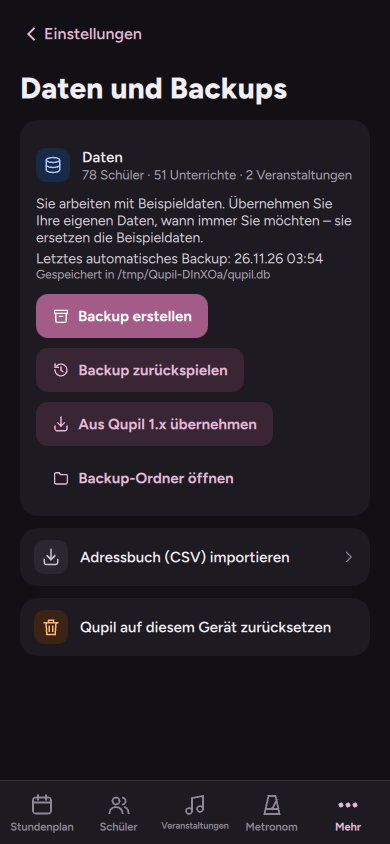 Einstellungen
Daten und Backups
Daten
78 Schüler · 51 Unterrichte · 2 Veranstaltungen
Sie arbeiten mit Beispieldaten. Übernehmen Sie
Ihre eigenen Daten, wann immer Sie möchten – sie
ersetzen die Beispieldaten.
Letztes automatisches Backup: 26.11.26 03:54
Gespeichert in /tmp/Qupil-DInXOa/qupil.db
Backup erstellen
Backup zurückspielen
Aus Qupil 1.x übernehmen
Backup-Ordner öffnen
Adressbuch (CSV) importieren
Qupil auf diesem Gerät zurücksetzen
Stundenplan
Schüler
Veranstaltungen
Metronom
Mehr